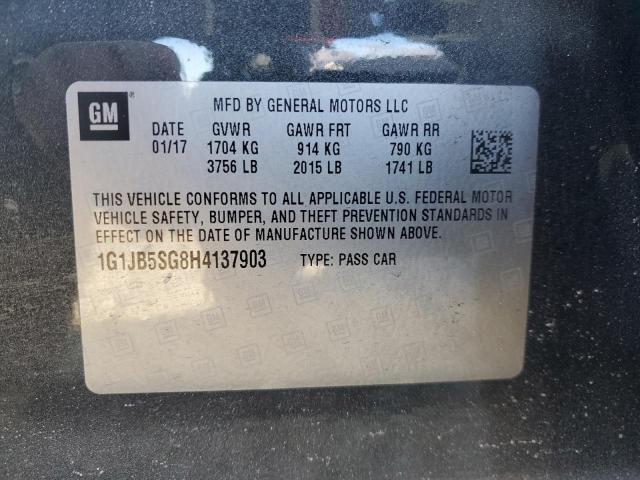 GM ® MFD BY GENERAL MOTORS LLC
DATE GVWR GAWR FRT GAWR RR
01/17 1704 KG 914 KG 790 KG
3756 LB 2015 LB 1741 LB
THIS VEHICLE CONFORMS TO ALL APPLICABLE U.S. FEDERAL MOTOR
VEHICLE SAFETY, BUMPER, AND THEFT PREVENTION STANDARDS IN
EFFECT ON THE DATE OF MANUFACTURE SHOWN ABOVE.
1G1JB5SG8H4137903 TYPE: PASS CAR